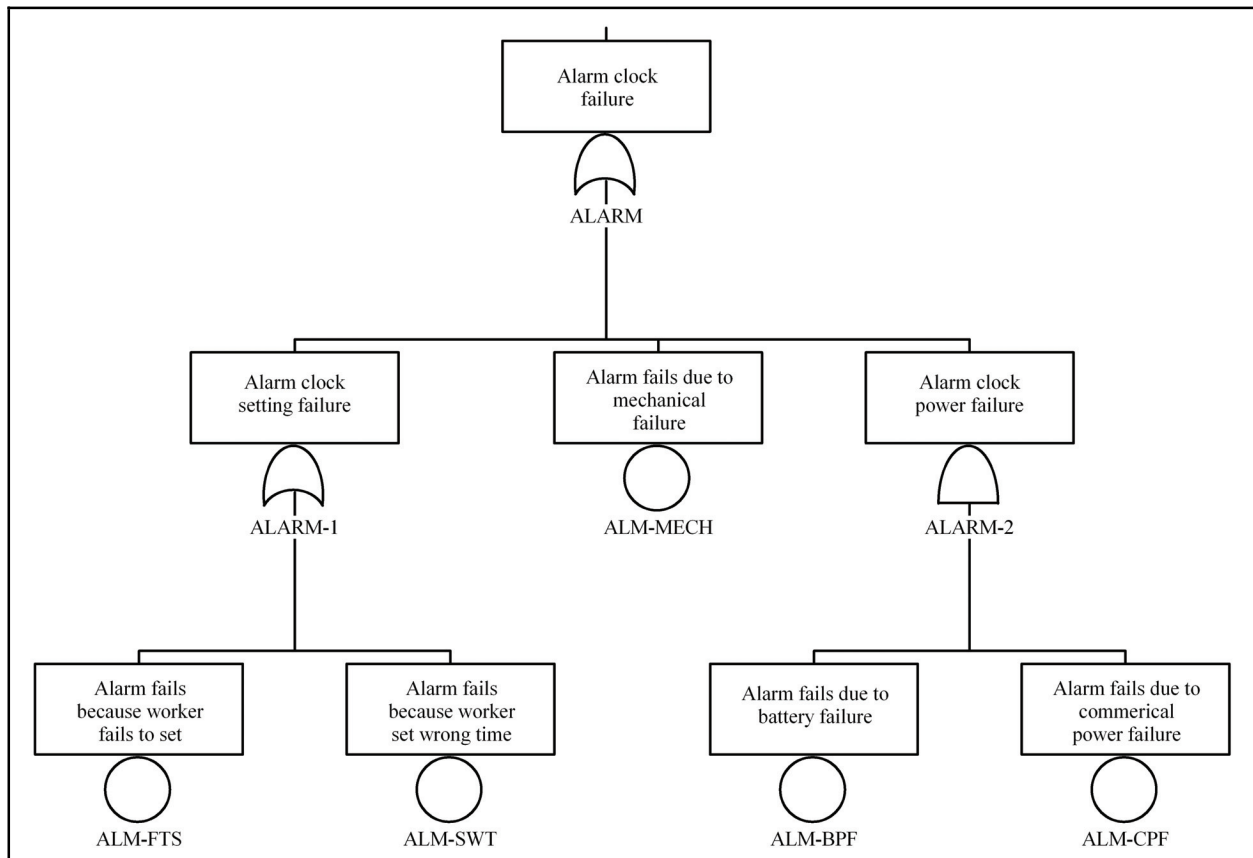 Alarm clock
failure
ALARM
Alarm clock
setting failure
Alarm fails due to
mechanical
failure
Alarm clock
power failure
ALARM-1
ALM-MECH
ALARM-2
Alarm fails
because worker
fails to set
Alarm fails
because worker
set wrong time
Alarm fails due to
battery failure
Alarm fails due to
commerical
power failure
ALM-FTS
ALM-SWT
ALM-BPF
ALM-CPF